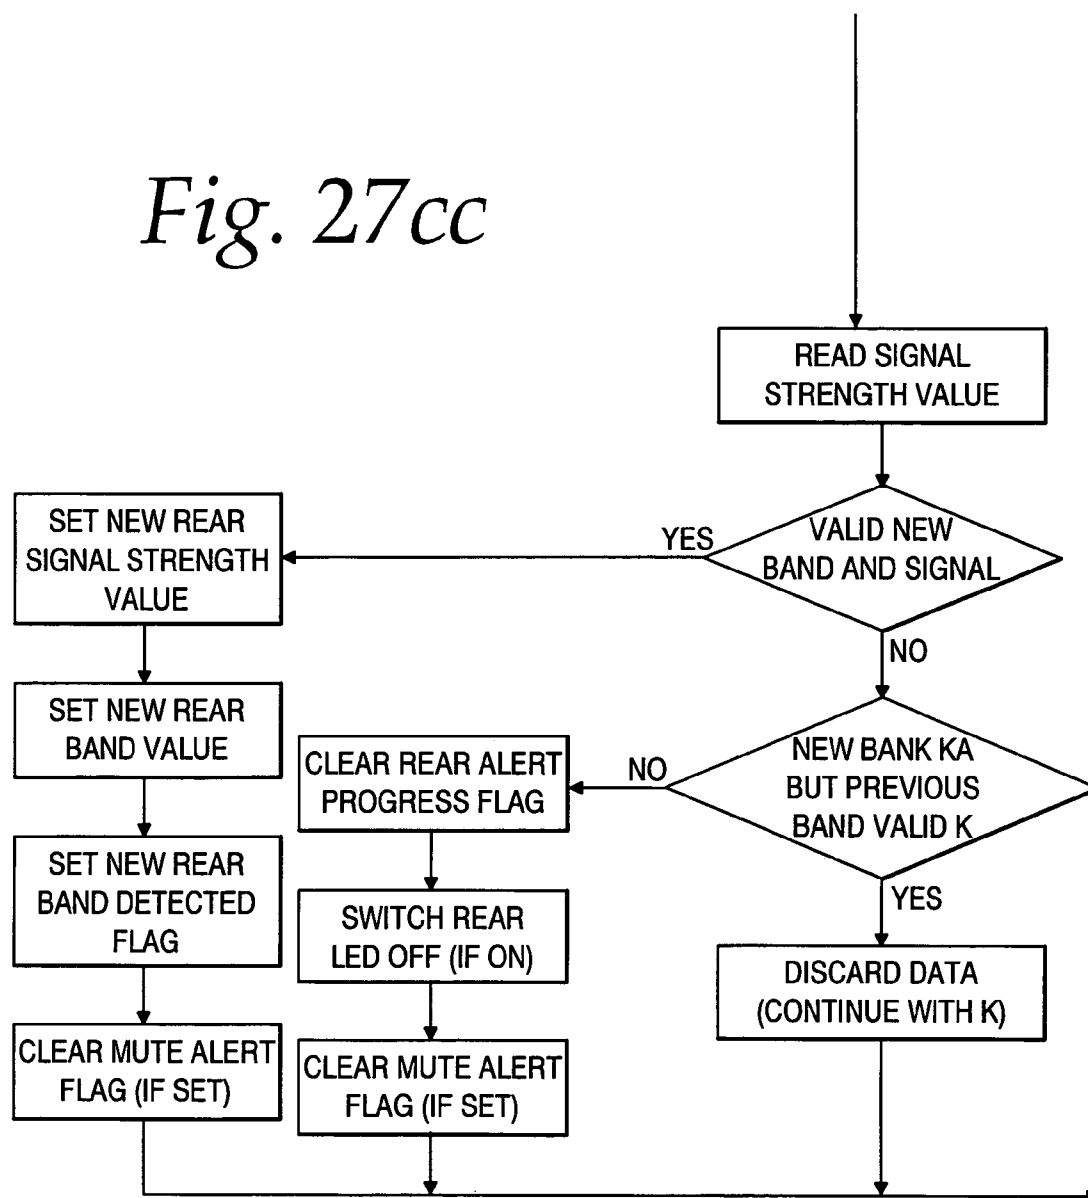 Fig. 27cc
READ SIGNAL
STRENGTH VALUE
VALID NEW
BAND AND SIGNAL
YES
NO
SET NEW REAR
SIGNAL STRENGTH
VALUE
SET NEW REAR
BAND VALUE
SET NEW REAR
BAND DETECTED
FLAG
CLEAR MUTE ALERT
FLAG (IF SET)
NEW BANK KA
BUT PREVIOUS
BAND VALID K
NO
YES
CLEAR REAR ALERT
PROGRESS FLAG
SWITCH REAR
LED OFF (IF ON)
CLEAR MUTE ALERT
FLAG (IF SET)
DISCARD DATA
(CONTINUE WITH K)